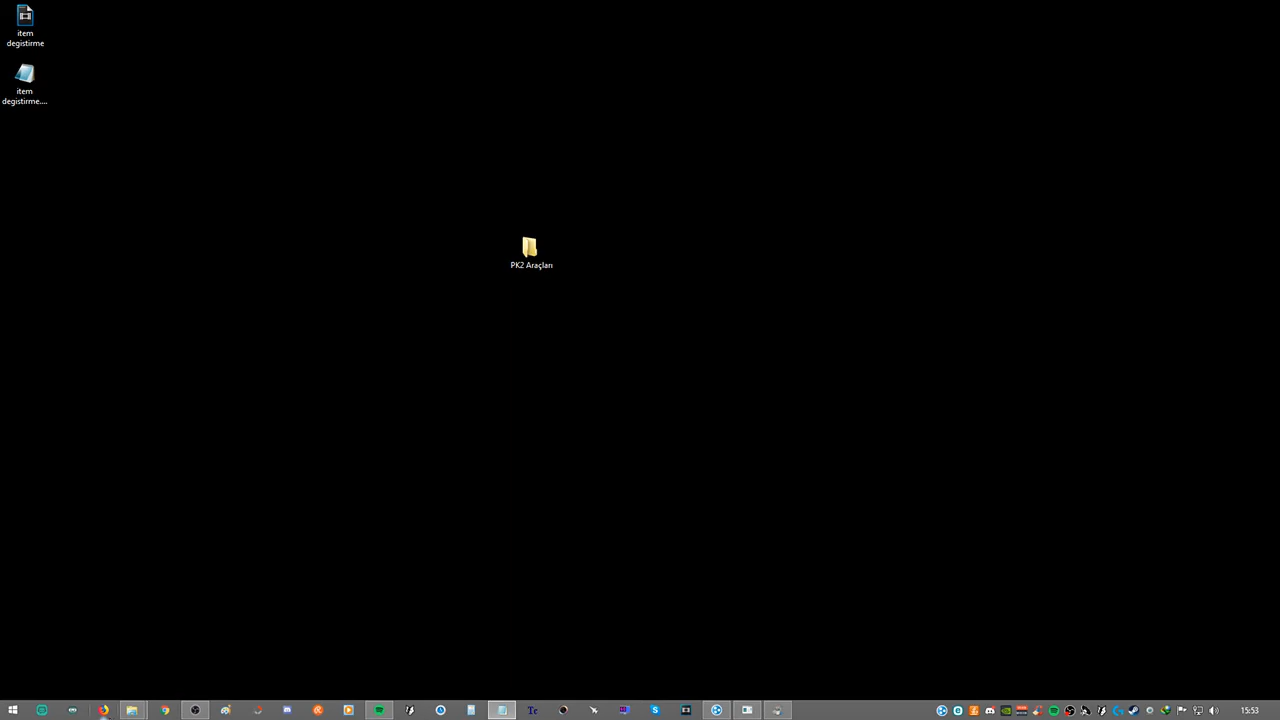 item
degistirme
item
degistirme....
PK2 Araçları
Tc
15:53